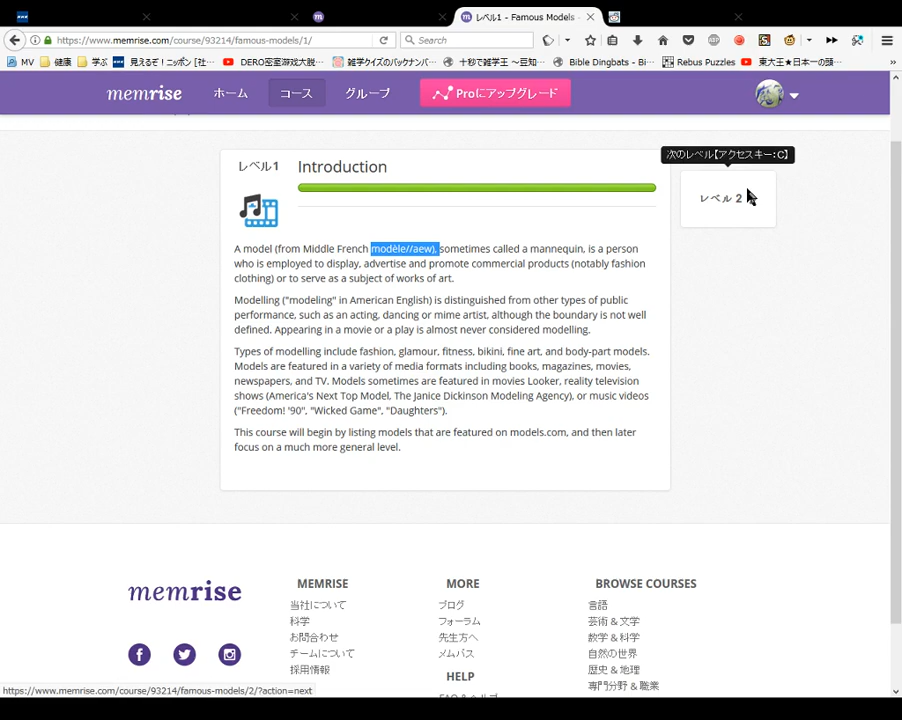 レベル1 - Famous Models -
https://www.memrise.com/course/93214/famous-models/1/
Search
MV
健康
学ぶ
見えるぞ！ニッポン [社…
DERO密室游戏大脱…
雑学クイズのバックナンバ…
十秒で雑学王 ～豆知…
Bible Dingbats - Bi…
Rebus Puzzles
東大王★日本一の頭…
memrise
ホーム
コース
グループ
Proにアップグレード
次のレベル【アクセスキー:C】
レベル1
Introduction
レベル 2
A model (from Middle French modèle//aew), sometimes called a mannequin, is a person
who is employed to display, advertise and promote commercial products (notably fashion
clothing) or to serve as a subject of works of art.
Modelling ("modeling" in American English) is distinguished from other types of public
performance, such as an acting, dancing or mime artist, although the boundary is not well
defined. Appearing in a movie or a play is almost never considered modelling.
Types of modelling include fashion, glamour, fitness, bikini, fine art, and body-part models.
Models are featured in a variety of media formats including books, magazines, movies,
newspapers, and TV. Models sometimes are featured in movies Looker, reality television
shows (America's Next Top Model, The Janice Dickinson Modeling Agency), or music videos
("Freedom! '90", "Wicked Game", "Daughters").
This course will begin by listing models that are featured on models.com, and then later
focus on a much more general level.
memrise
MEMRISE
当社について
科学
お問合わせ
チームについて
採用情報
MORE
ブログ
フォーラム
先生方へ
メムバス
HELP
BROWSE COURSES
言語
芸術 & 文学
数学 & 科学
自然の世界
歴史 & 地理
専門分野 & 職業
https://www.memrise.com/course/93214/famous-models/2/?action=next